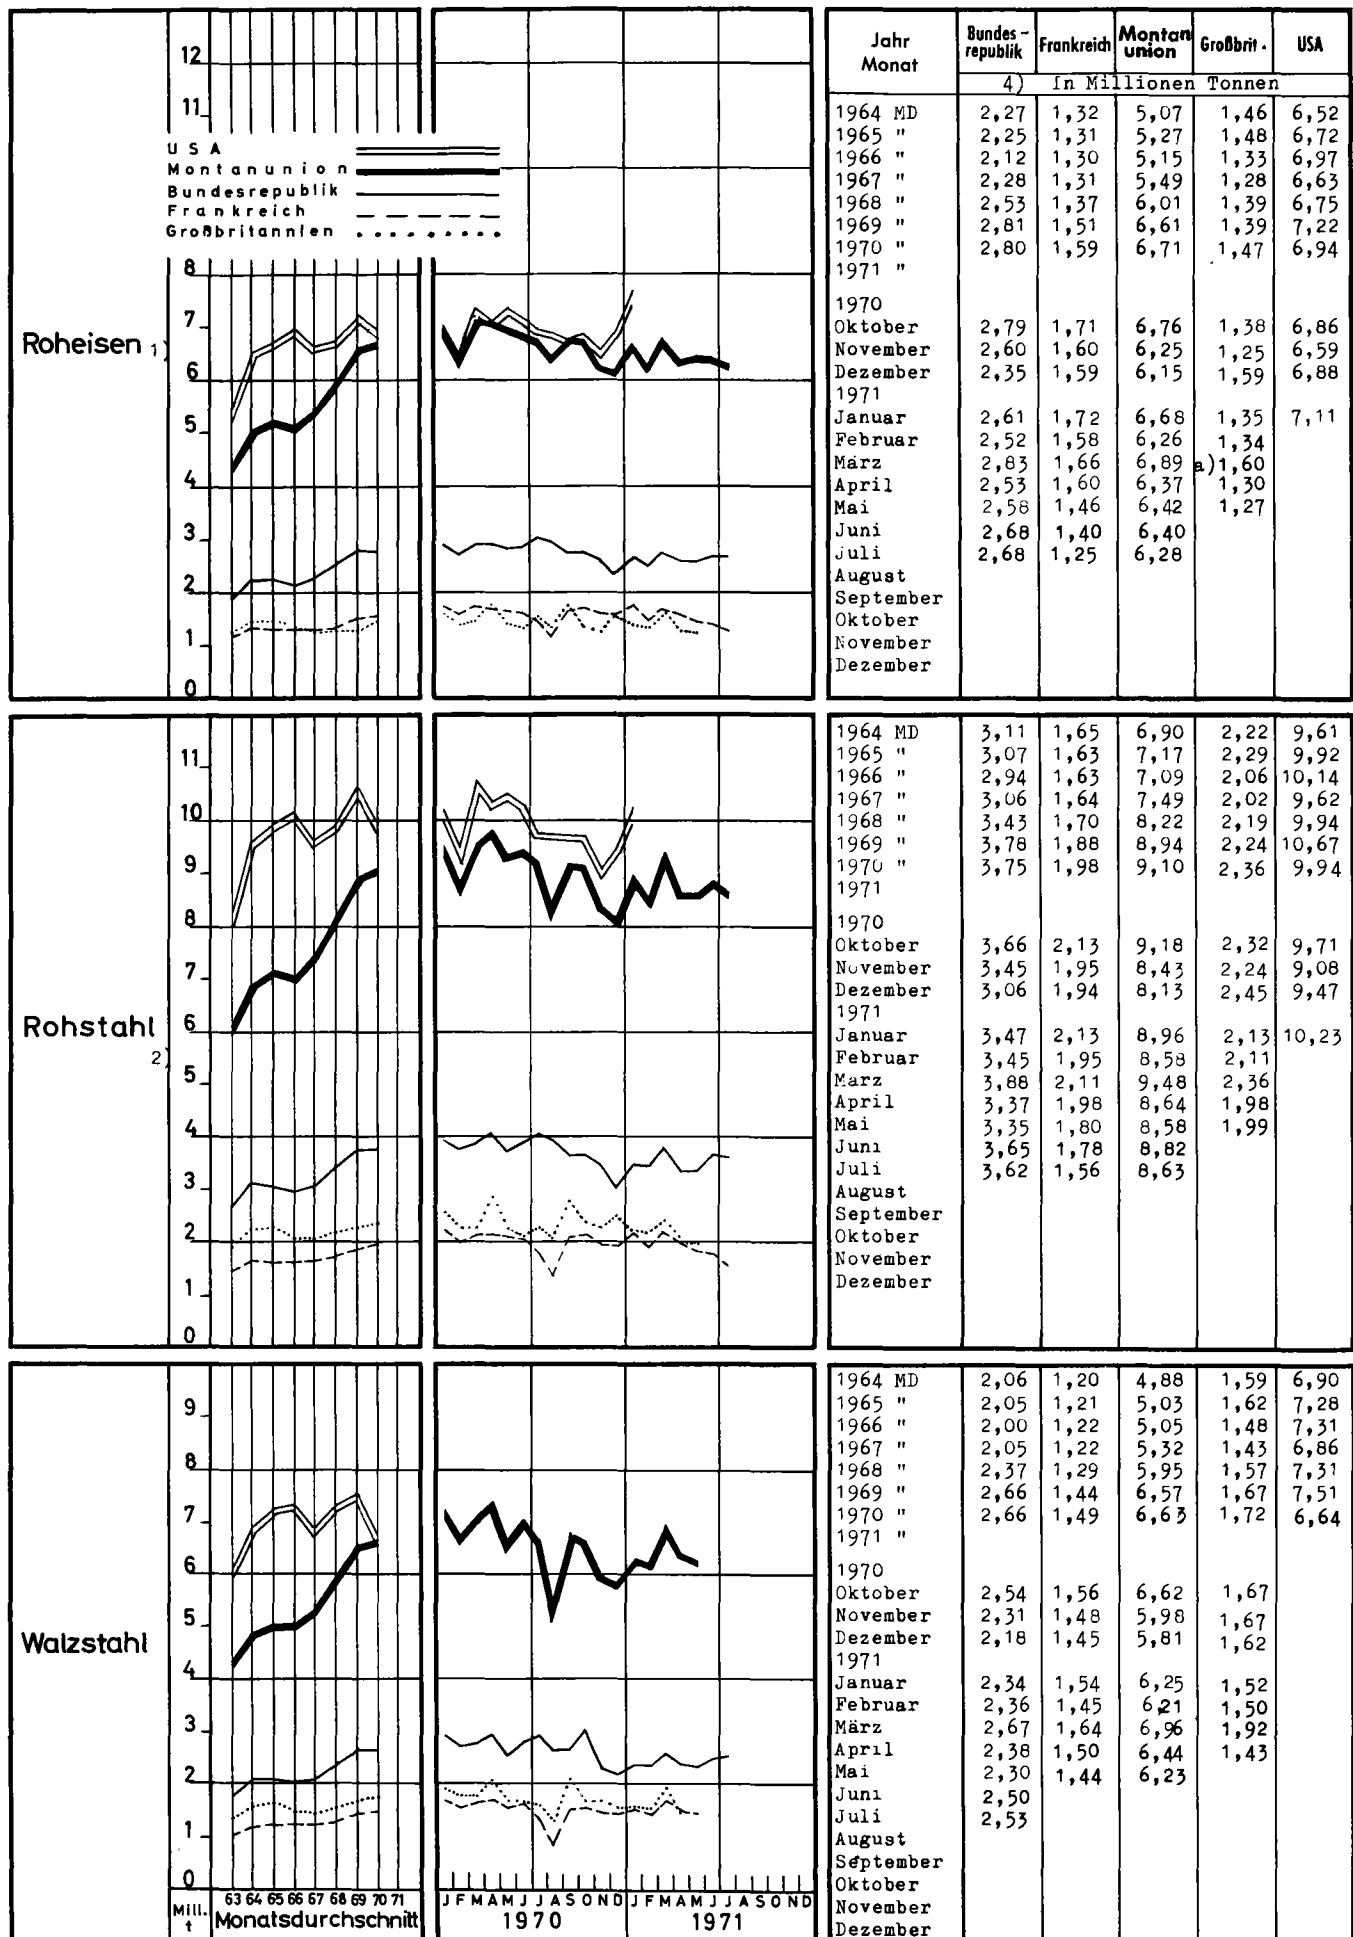 12
11
U S A
Montanunion
Bundesrepublik
Frankreich
Großbritannien
8
7
6
5
4
3
2
1
0
Roheisen 1)
Jahr Monat | Bundes-republik | Frankreich | Montan union | Großbrit. | USA
4) In Millionen Tonnen
1964 MD 2,27 1,32 5,07 1,46 6,52
1965 " 2,25 1,31 5,27 1,48 6,72
1966 " 2,12 1,30 5,15 1,33 6,97
1967 " 2,28 1,31 5,49 1,28 6,63
1968 " 2,53 1,37 6,01 1,39 6,75
1969 " 2,81 1,51 6,61 1,39 7,22
1970 " 2,80 1,59 6,71 1,47 6,94
1971 "
1970
Oktober 2,79 1,71 6,76 1,38 6,86
November 2,60 1,60 6,25 1,25 6,59
Dezember 2,35 1,59 6,15 1,59 6,88
1971
Januar 2,61 1,72 6,68 1,35 7,11
Februar 2,52 1,58 6,26 1,34
März 2,83 1,66 6,89 a)1,60
April 2,53 1,60 6,37 1,30
Mai 2,58 1,46 6,42 1,27
Juni 2,68 1,40 6,40
Juli 2,68 1,25 6,28
August
September
Oktober
November
Dezember
11
10
9
8
7
6
5
4
3
2
1
0
Rohstahl 2)
1964 MD 3,11 1,65 6,90 2,22 9,61
1965 " 3,07 1,63 7,17 2,29 9,92
1966 " 2,94 1,63 7,09 2,06 10,14
1967 " 3,06 1,64 7,49 2,02 9,62
1968 " 3,43 1,70 8,22 2,19 9,94
1969 " 3,78 1,88 8,94 2,24 10,67
1970 " 3,75 1,98 9,10 2,36 9,94
1971
1970
Oktober 3,66 2,13 9,18 2,32 9,71
November 3,45 1,95 8,43 2,24 9,08
Dezember 3,06 1,94 8,13 2,45 9,47
1971
Januar 3,47 2,13 8,96 2,13 10,23
Februar 3,45 1,95 8,58 2,11
Marz 3,88 2,11 9,48 2,36
April 3,37 1,98 8,64 1,98
Mai 3,35 1,80 8,58 1,99
Juni 3,65 1,78 8,82
Juli 3,62 1,56 8,63
August
September
Oktober
November
Dezember
9
8
7
6
5
4
3
2
1
0
Walzstahl
Mill. t
63 64 65 66 67 68 69 70 71
Monatsdurchschnitt
J F M A M J J A S O N D J F M A M J J A S O N D
1970 1971
1964 MD 2,06 1,20 4,88 1,59 6,90
1965 " 2,05 1,21 5,03 1,62 7,28
1966 " 2,00 1,22 5,05 1,48 7,31
1967 " 2,05 1,22 5,32 1,43 6,86
1968 " 2,37 1,29 5,95 1,57 7,31
1969 " 2,66 1,44 6,57 1,67 7,51
1970 " 2,66 1,49 6,63 1,72 6,64
1971 "
1970
Oktober 2,54 1,56 6,62 1,67
November 2,31 1,48 5,98 1,67
Dezember 2,18 1,45 5,81 1,62
1971
Januar 2,34 1,54 6,25 1,52
Februar 2,36 1,45 6,21 1,50
März 2,67 1,64 6,96 1,92
April 2,38 1,50 6,44 1,43
Mai 2,30 1,44 6,23
Juni 2,50
Juli 2,53
August
September
Oktober
November
Dezember